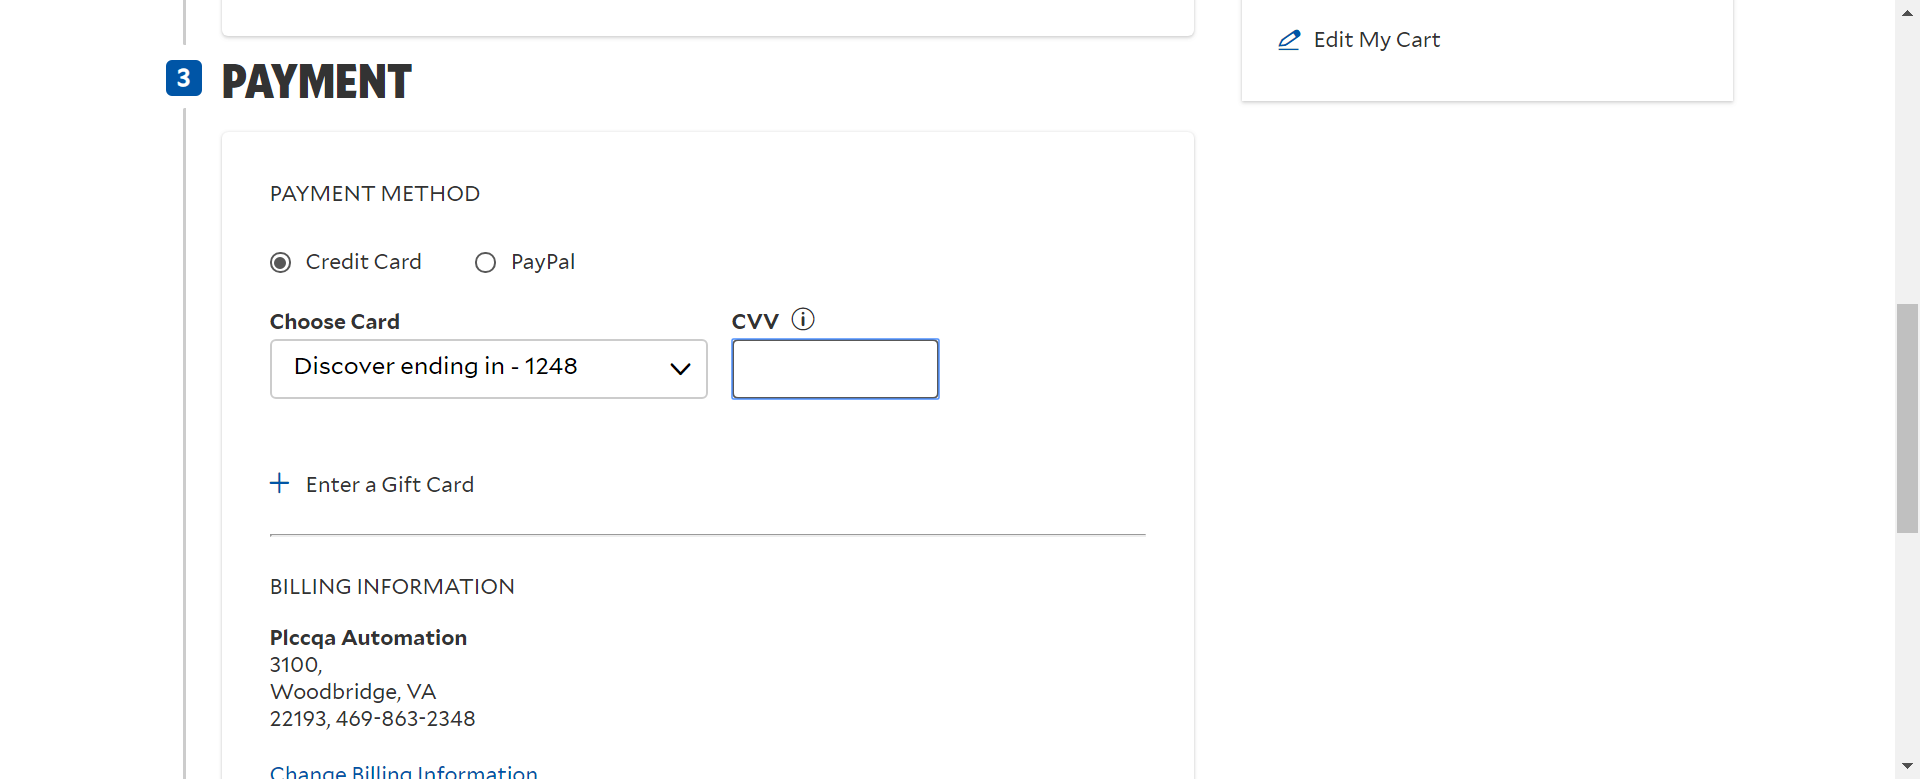 Edit My Cart
3 PAYMENT
PAYMENT METHOD
Credit Card PayPal
Choose Card CVV
Discover ending in - 1248
Enter a Gift Card
BILLING INFORMATION
Plccqa Automation
3100,
Woodbridge, VA
22193, 469-863-2348
Change Billing Information